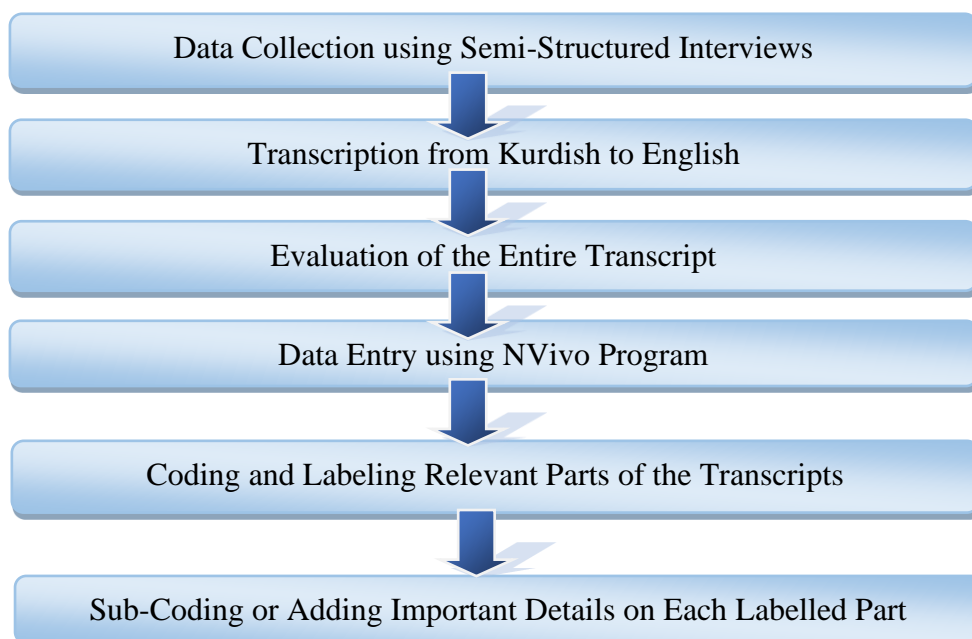 Data Collection using Semi-Structured Interviews
Transcription from Kurdish to English
Evaluation of the Entire Transcript
Data Entry using NVivo Program
Coding and Labeling Relevant Parts of the Transcripts
Sub-Coding or Adding Important Details on Each Labelled Part